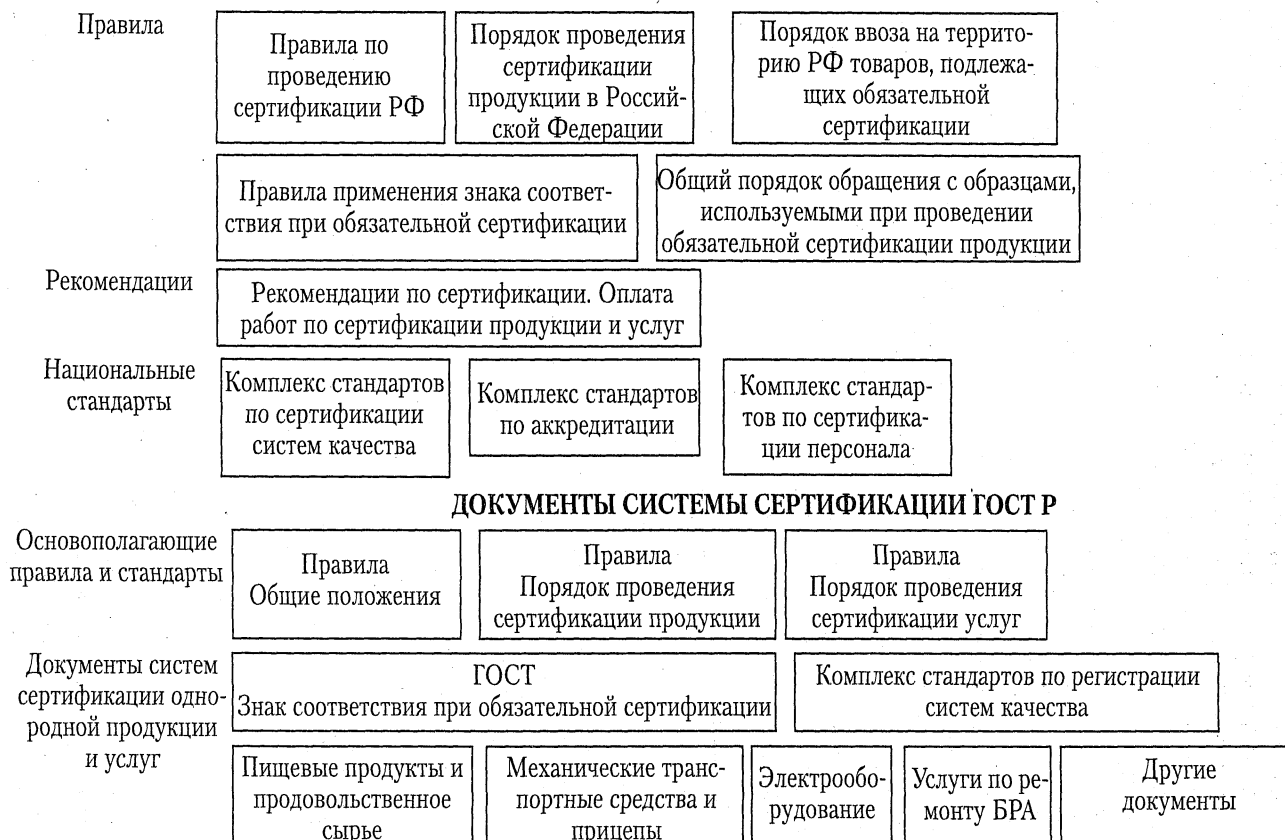 Правила
Правила по
проведению
сертификации РФ
Порядок проведения
сертификации
продукции в Россий-
ской Федерации
Порядок ввоза на террито-
рию РФ товаров, подлежа-
щих обязательной
сертификации
Правила применения знака соответ-
ствия при обязательной сертификации
Общий порядок обращения с образцами,
используемыми при проведении
обязательной сертификации продукции
Рекомендации
Рекомендации по сертификации. Оплата
работ по сертификации продукции и услуг
Национальные
стандарты
Комплекс стандартов
по сертификации
систем качества
Комплекс стандартов
по аккредитации
Комплекс стандар-
тов по сертифика-
ции персонала
ДОКУМЕНТЫ СИСТЕМЫ СЕРТИФИКАЦИИ ГОСТ Р
Основополагающие
правила и стандарты
Правила
Общие положения
Правила
Порядок проведения
сертификации продукции
Правила
Порядок проведения
сертификации услуг
Документы систем
сертификации одно-
родной продукции
и услуг
ГОСТ
Знак соответствия при обязательной сертификации
Комплекс стандартов по регистрации
систем качества
Пищевые продукты и
продовольственное
сырье
Механические транс-
портные средства и
прицепы
Электрообо-
рудование
Услуги по ре-
монту БРА
Другие
документы